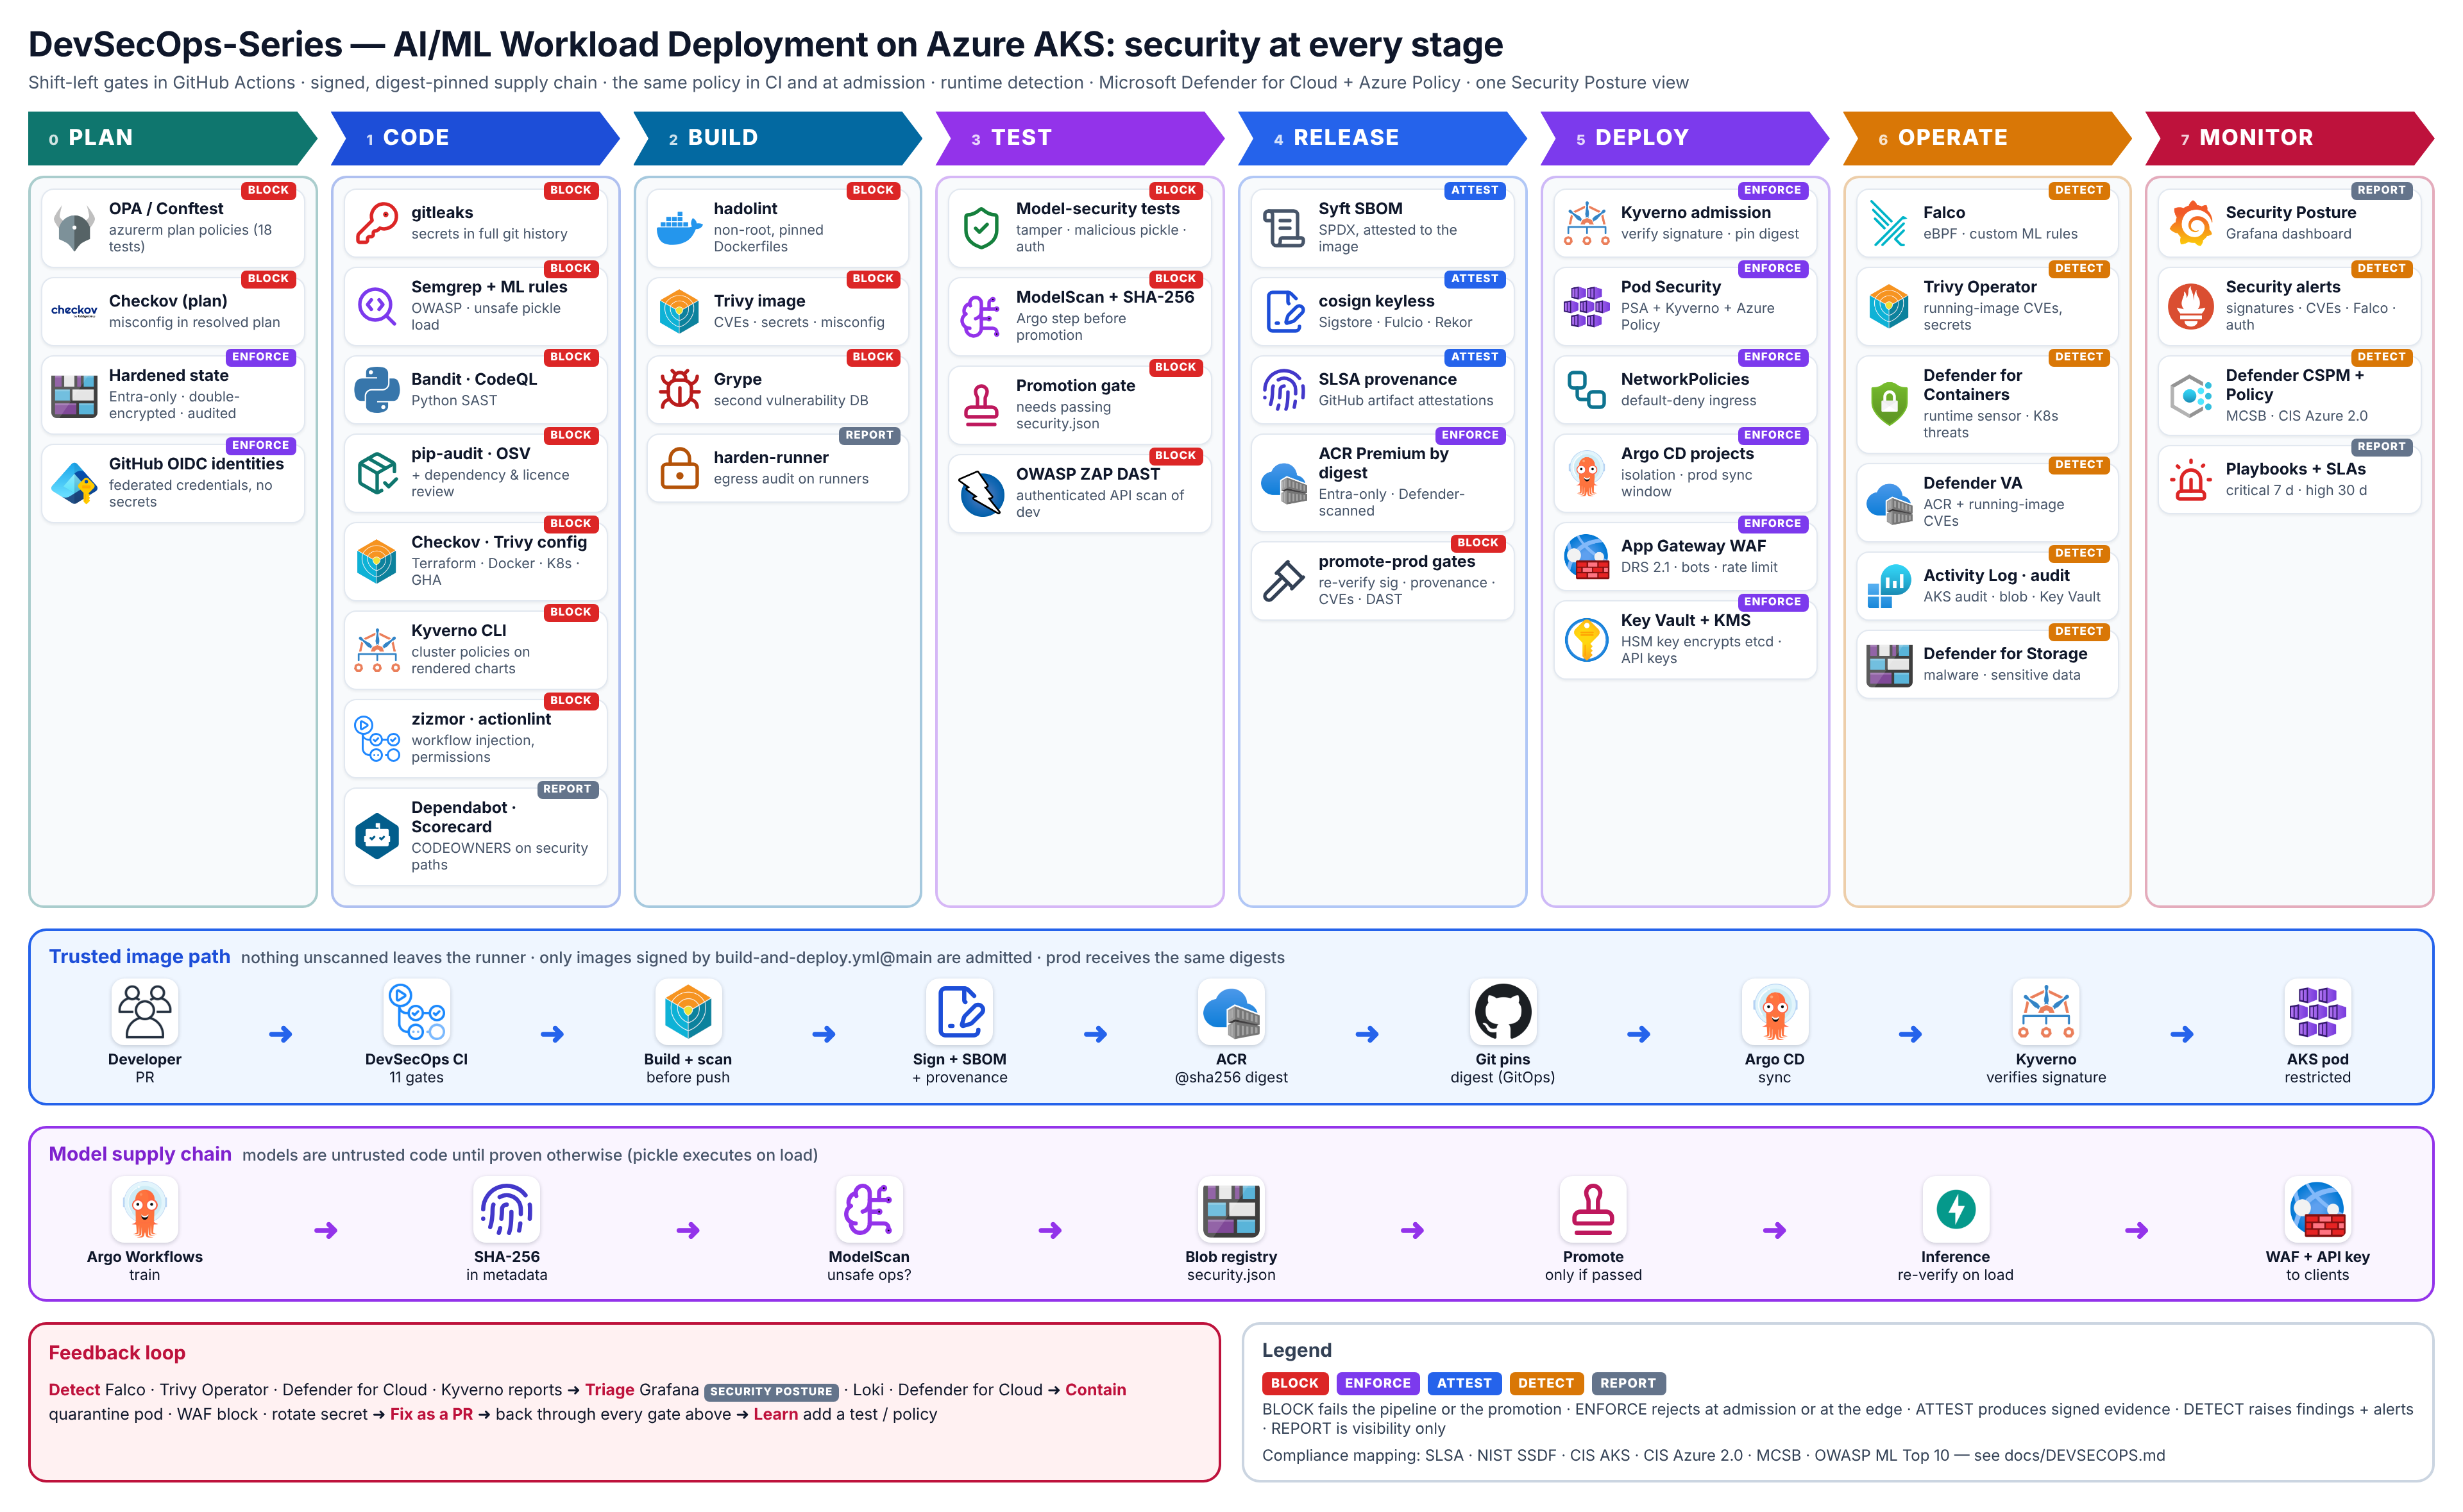 DevSecOps-Series — AI/ML Workload Deployment on Azure AKS: security at every stage
Shift-left gates in GitHub Actions · signed, digest-pinned supply chain · the same policy in CI and at admission · runtime detection · Microsoft Defender for Cloud + Azure Policy · one Security Posture view
0 PLAN
BLOCK
OPA / Conftest
azurerm plan policies (18
tests)
BLOCK
checkov
Checkov (plan)
misconfig in resolved plan
ENFORCE
Hardened state
Entra-only · double-
encrypted · audited
ENFORCE
GitHub OIDC identities
federated credentials, no
secrets
1 CODE
BLOCK
gitleaks
secrets in full git history
BLOCK
Semgrep + ML rules
OWASP · unsafe pickle
load
BLOCK
Bandit · CodeQL
Python SAST
BLOCK
pip-audit · OSV
+ dependency & licence
review
BLOCK
Checkov · Trivy config
Terraform · Docker · K8s ·
GHA
BLOCK
Kyverno CLI
cluster policies on
rendered charts
BLOCK
zizmor · actionlint
workflow injection,
permissions
REPORT
Dependabot ·
Scorecard
CODEOWNERS on security
paths
2 BUILD
BLOCK
hadolint
non-root, pinned
Dockerfiles
BLOCK
Trivy image
CVEs · secrets · misconfig
BLOCK
Grype
second vulnerability DB
REPORT
harden-runner
egress audit on runners
3 TEST
BLOCK
Model-security tests
tamper · malicious pickle ·
auth
BLOCK
ModelScan + SHA-256
Argo step before
promotion
BLOCK
Promotion gate
needs passing
security.json
BLOCK
OWASP ZAP DAST
authenticated API scan of
dev
4 RELEASE
ATTEST
Syft SBOM
SPDX, attested to the
image
ATTEST
cosign keyless
Sigstore · Fulcio · Rekor
ATTEST
SLSA provenance
GitHub artifact attestations
ENFORCE
ACR Premium by
digest
Entra-only · Defender-
scanned
BLOCK
promote-prod gates
re-verify sig · provenance ·
CVEs · DAST
5 DEPLOY
ENFORCE
Kyverno admission
verify signature · pin digest
ENFORCE
Pod Security
PSA + Kyverno + Azure
Policy
ENFORCE
NetworkPolicies
default-deny ingress
ENFORCE
Argo CD projects
isolation · prod sync
window
ENFORCE
App Gateway WAF
DRS 2.1 · bots · rate limit
ENFORCE
Key Vault + KMS
HSM key encrypts etcd ·
API keys
6 OPERATE
DETECT
Falco
eBPF · custom ML rules
DETECT
Trivy Operator
running-image CVEs,
secrets
DETECT
Defender for
Containers
runtime sensor · K8s
threats
DETECT
Defender VA
ACR + running-image
CVEs
DETECT
Activity Log · audit
AKS audit · blob · Key Vault
DETECT
Defender for Storage
malware · sensitive data
7 MONITOR
REPORT
Security Posture
Grafana dashboard
DETECT
Security alerts
signatures · CVEs · Falco ·
auth
DETECT
Defender CSPM +
Policy
MCSB · CIS Azure 2.0
REPORT
Playbooks + SLAs
critical 7 d · high 30 d
Trusted image path nothing unscanned leaves the runner · only images signed by build-and-deploy.yml@main are admitted · prod receives the same digests
Developer
PR
➜
DevSecOps CI
11 gates
➜
Build + scan
before push
➜
Sign + SBOM
+ provenance
➜
ACR
@sha256 digest
➜
Git pins
digest (GitOps)
➜
Argo CD
sync
➜
Kyverno
verifies signature
➜
AKS pod
restricted
Model supply chain models are untrusted code until proven otherwise (pickle executes on load)
Argo Workflows
train
➜
SHA-256
in metadata
➜
ModelScan
unsafe ops?
➜
Blob registry
security.json
➜
Promote
only if passed
➜
Inference
re-verify on load
➜
WAF + API key
to clients
Feedback loop
Detect Falco · Trivy Operator · Defender for Cloud · Kyverno reports ➜ Triage Grafana SECURITY POSTURE · Loki · Defender for Cloud ➜ Contain
quarantine pod · WAF block · rotate secret ➜ Fix as a PR ➜ back through every gate above ➜ Learn add a test / policy
Legend
BLOCK ENFORCE ATTEST DETECT REPORT
BLOCK fails the pipeline or the promotion · ENFORCE rejects at admission or at the edge · ATTEST produces signed evidence · DETECT raises findings + alerts
· REPORT is visibility only
Compliance mapping: SLSA · NIST SSDF · CIS AKS · CIS Azure 2.0 · MCSB · OWASP ML Top 10 — see docs/DEVSECOPS.md